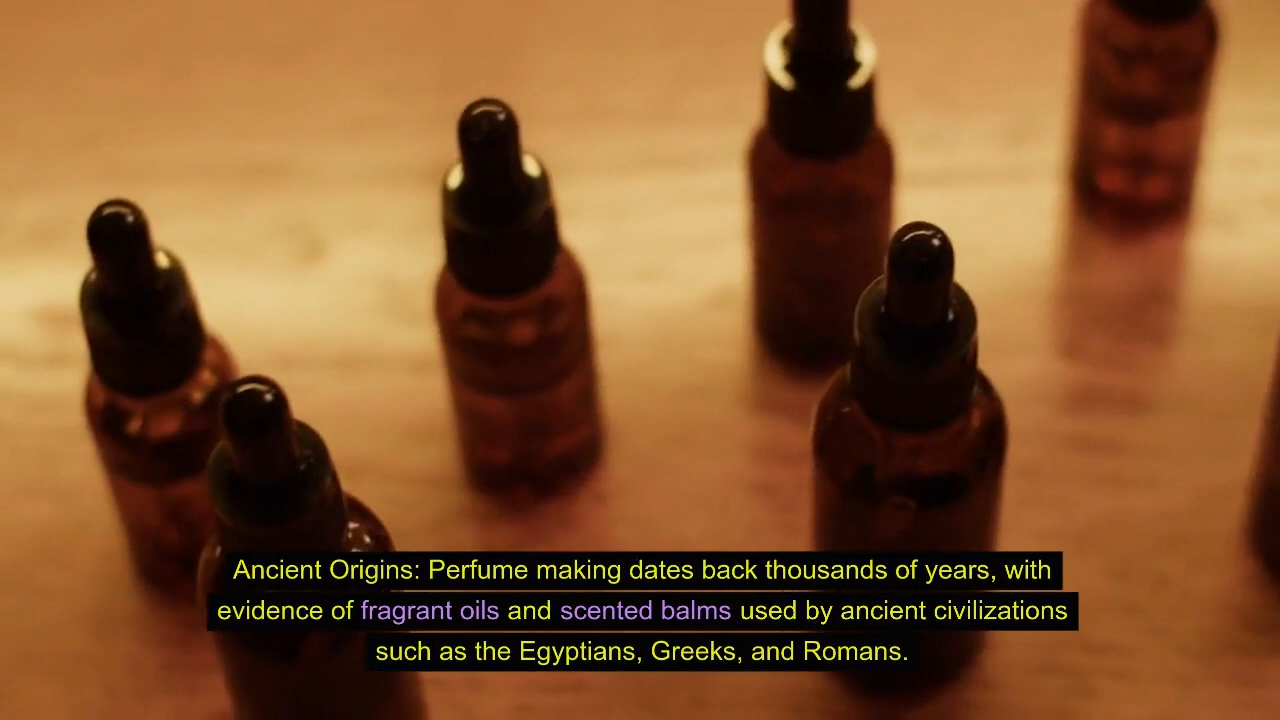 Ancient Origins: Perfume making dates back thousands of years, with
evidence of fragrant oils and scented balms used by ancient civilizations
such as the Egyptians, Greeks, and Romans.